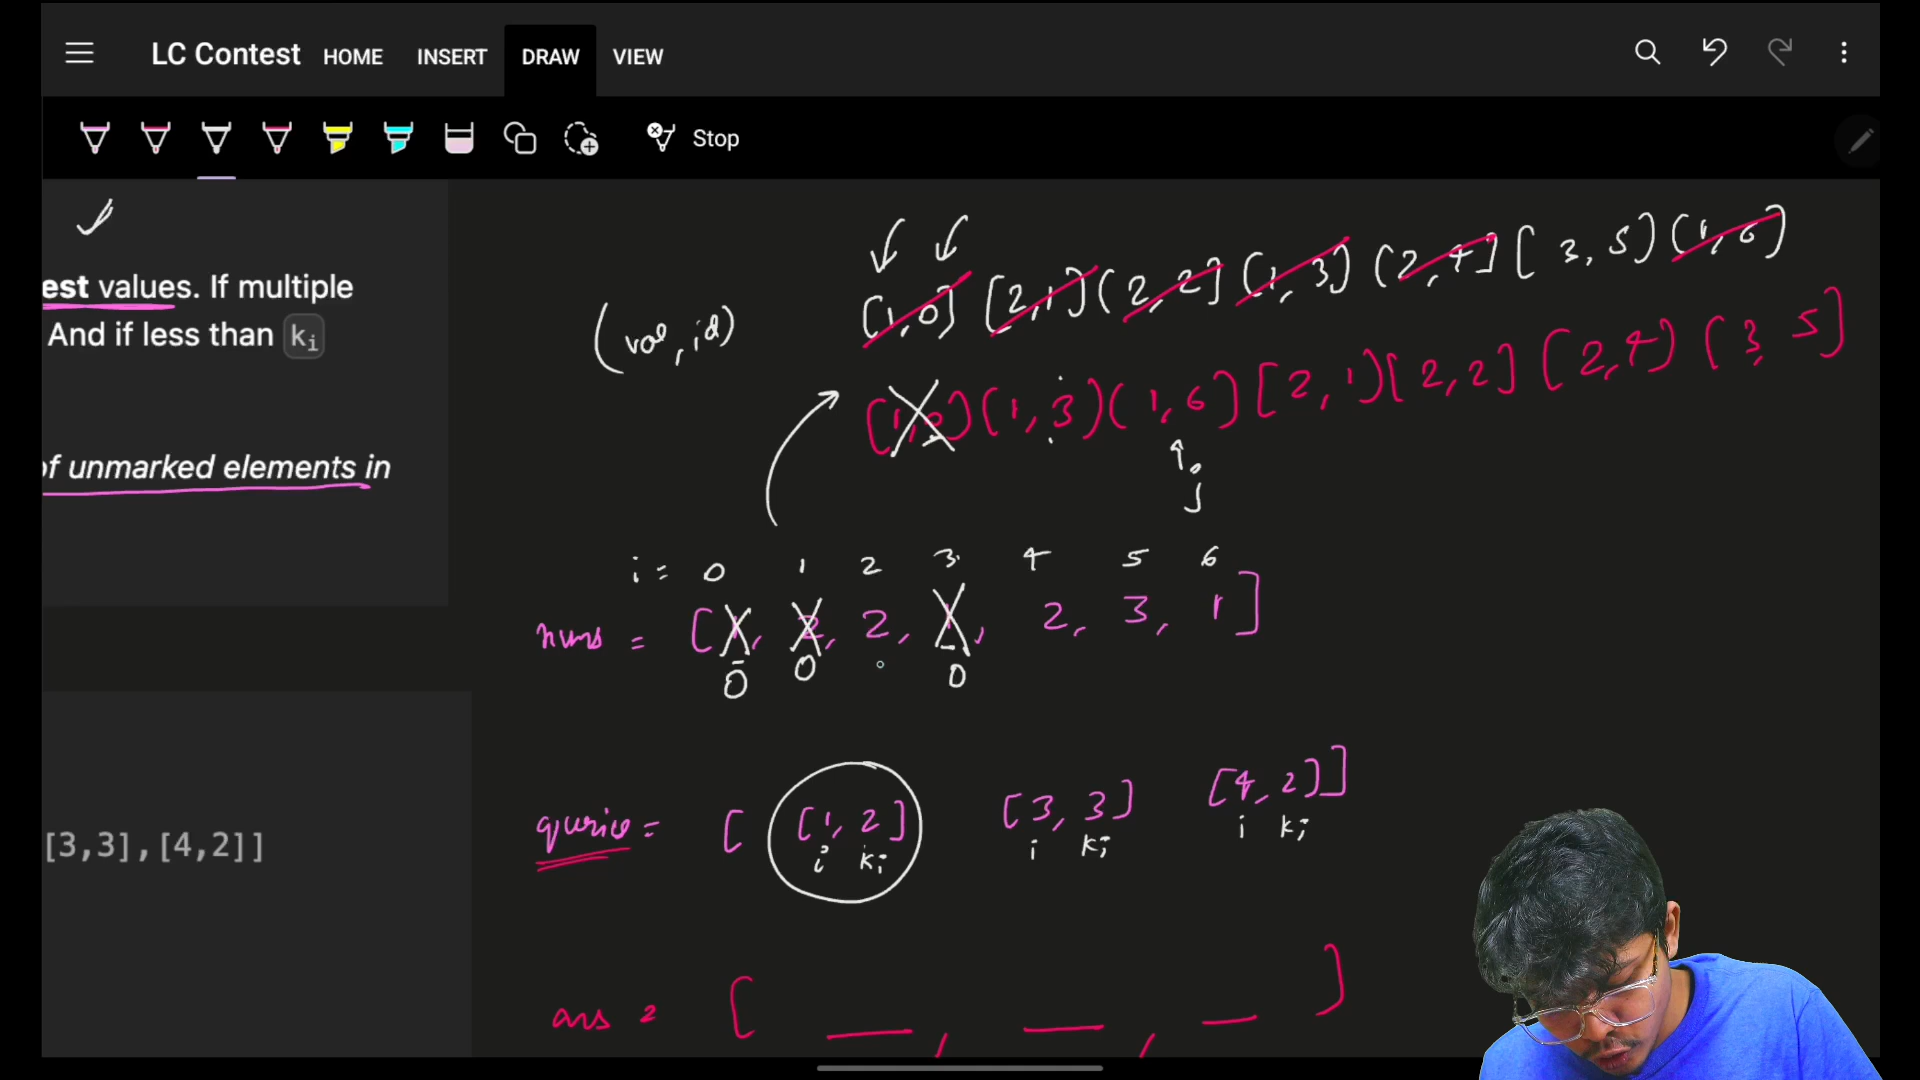 LC Contest HOME INSERT DRAW VIEW
Stop
est values. If multiple
And if less than ki
of unmarked elements in
[3,3],[4,2]]
(val, id)
[1,0] [2,1] (2,2] (1,3] (2,4] [3,5] (1,6]
[1,0) (1,3) (1,6) [2,1) [2,2] [2,4) [3 5]
j
i = 0 1 2 3 4 5 6
nums = [1, 2, 2, 1, 2, 3, 1]
0 0 0
queries = [ [1,2] [3,3] [4,2]]
i ki i ki i ki
ans = [ , , ]